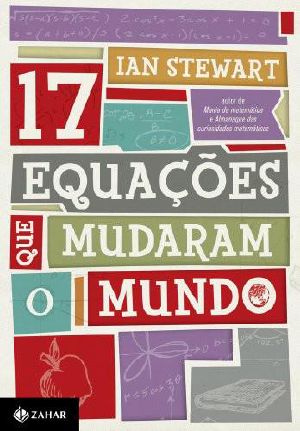 17
IAN STEWART
autor de
Mania de matemática
e Almanaque das
curiosidades matemáticas
EQUAÇÕES
QUE
MUDARAM
O MUNDO
ZAHAR